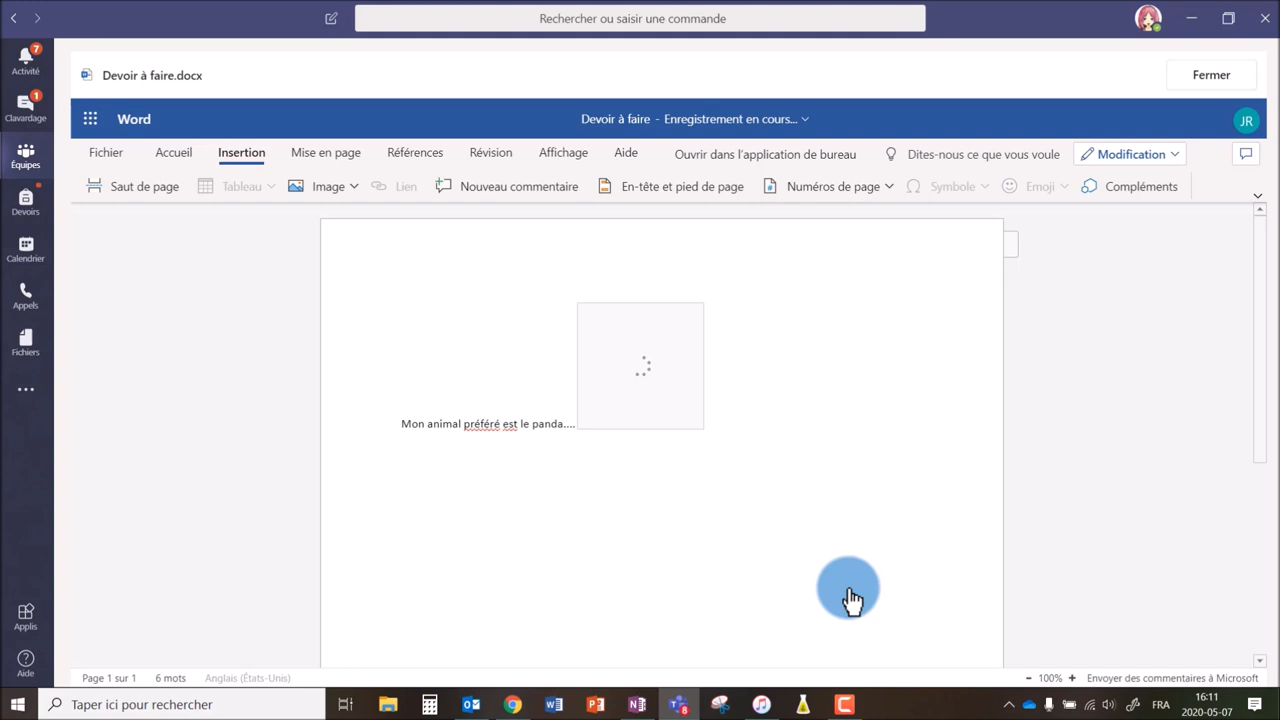 Rechercher ou saisir une commande
7
Activité
1
Clavardage
Équipes
Devoirs
Calendrier
Appels
Fichiers
Applis
Aide
Devoir à faire.docx
Fermer
Word
Devoir à faire - Enregistrement en cours...
JR
Fichier Accueil Insertion Mise en page Références Révision Affichage Aide Ouvrir dans l'application de bureau Dites-nous ce que vous voule Modification
Saut de page Tableau Image Lien Nouveau commentaire En-tête et pied de page Numéros de page Symbole Emoji Compléments
Mon animal préféré est le panda....
Page 1 sur 1 6 mots Anglais (États-Unis) 100% Envoyer des commentaires à Microsoft
Taper ici pour rechercher
8
FRA
16:11
2020-05-07